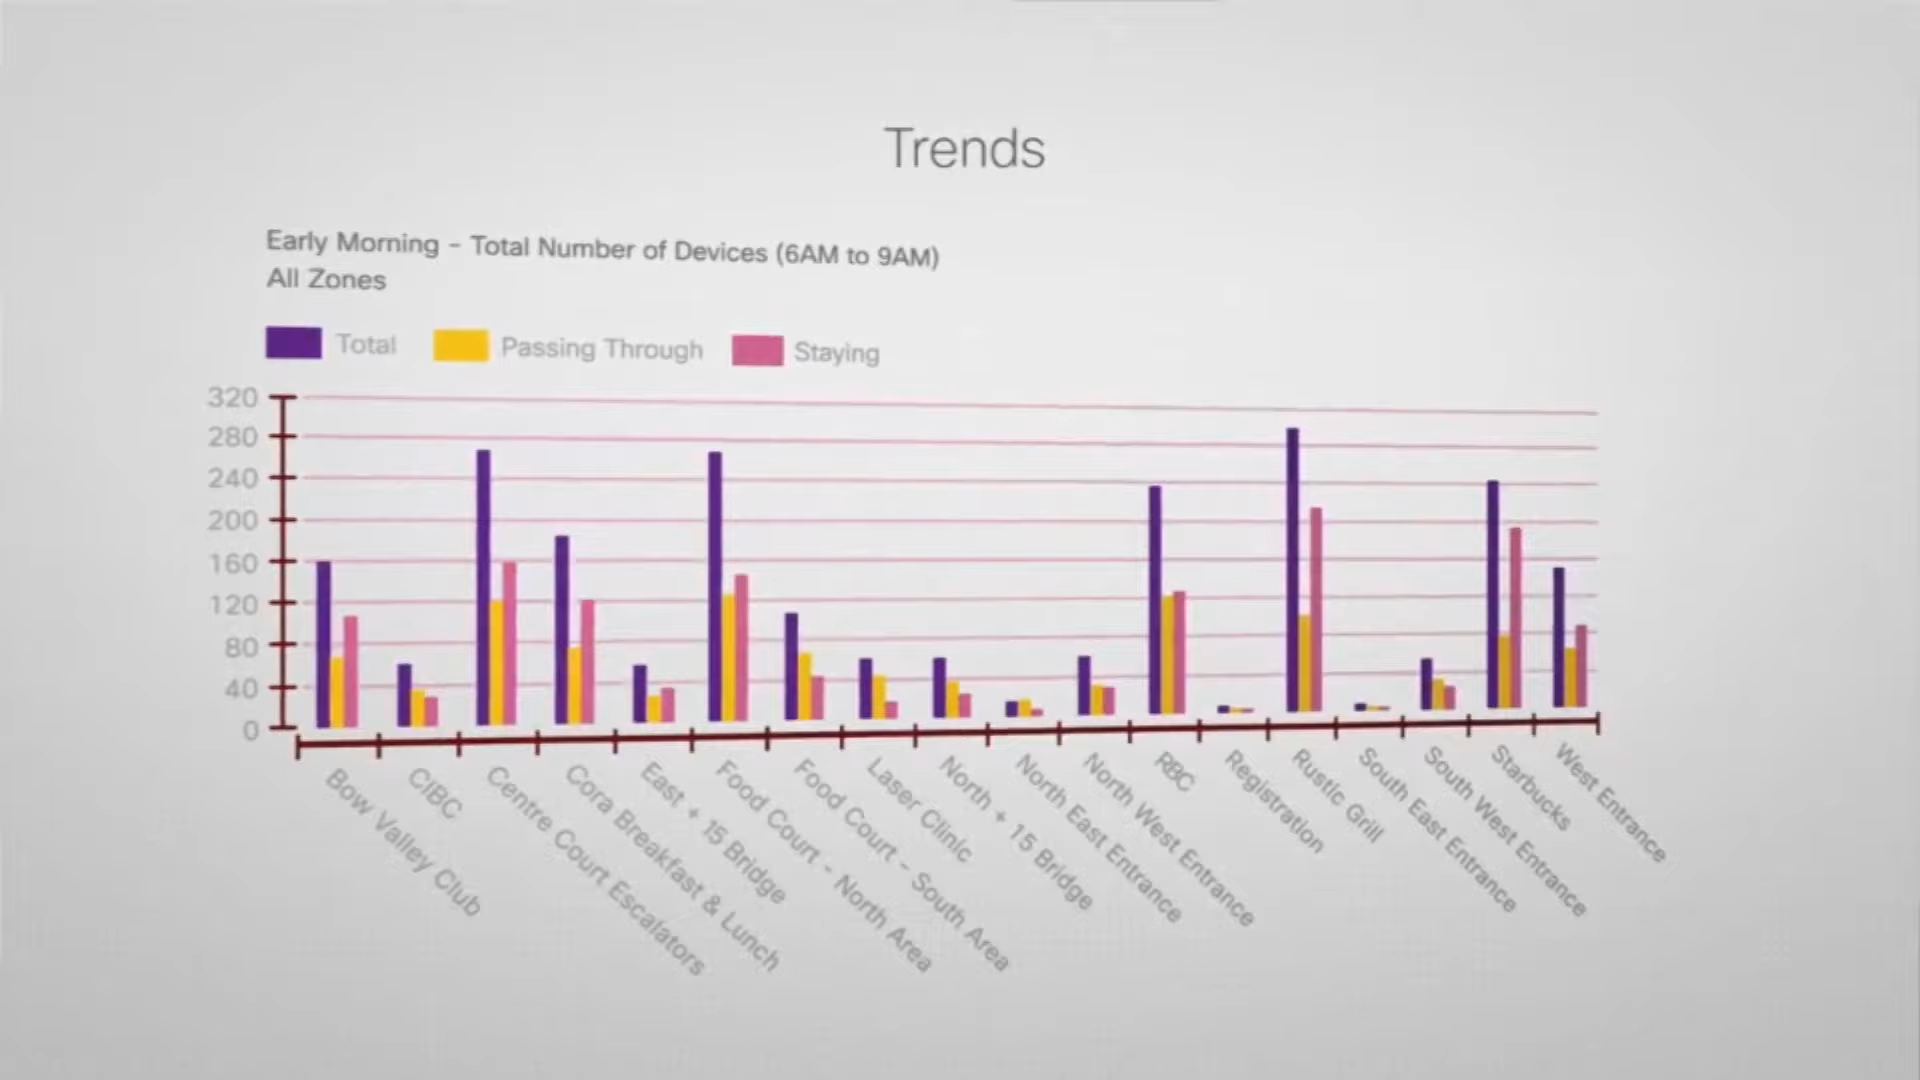 Trends
Early Morning - Total Number of Devices (6AM to 9AM)
All Zones
Total
Passing Through
Staying
320
280
240
200
160
120
80
40
0
Bow Valley Club
CIBC
Centre Court Escalators
Cora Breakfast & Lunch
East + 15 Bridge
Food Court - North Area
Food Court - South Area
Laser Clinic
North + 15 Bridge
North East Entrance
North West Entrance
RBC
Registration
Rustic Grill
South East Entrance
South West Entrance
Starbucks
West Entrance